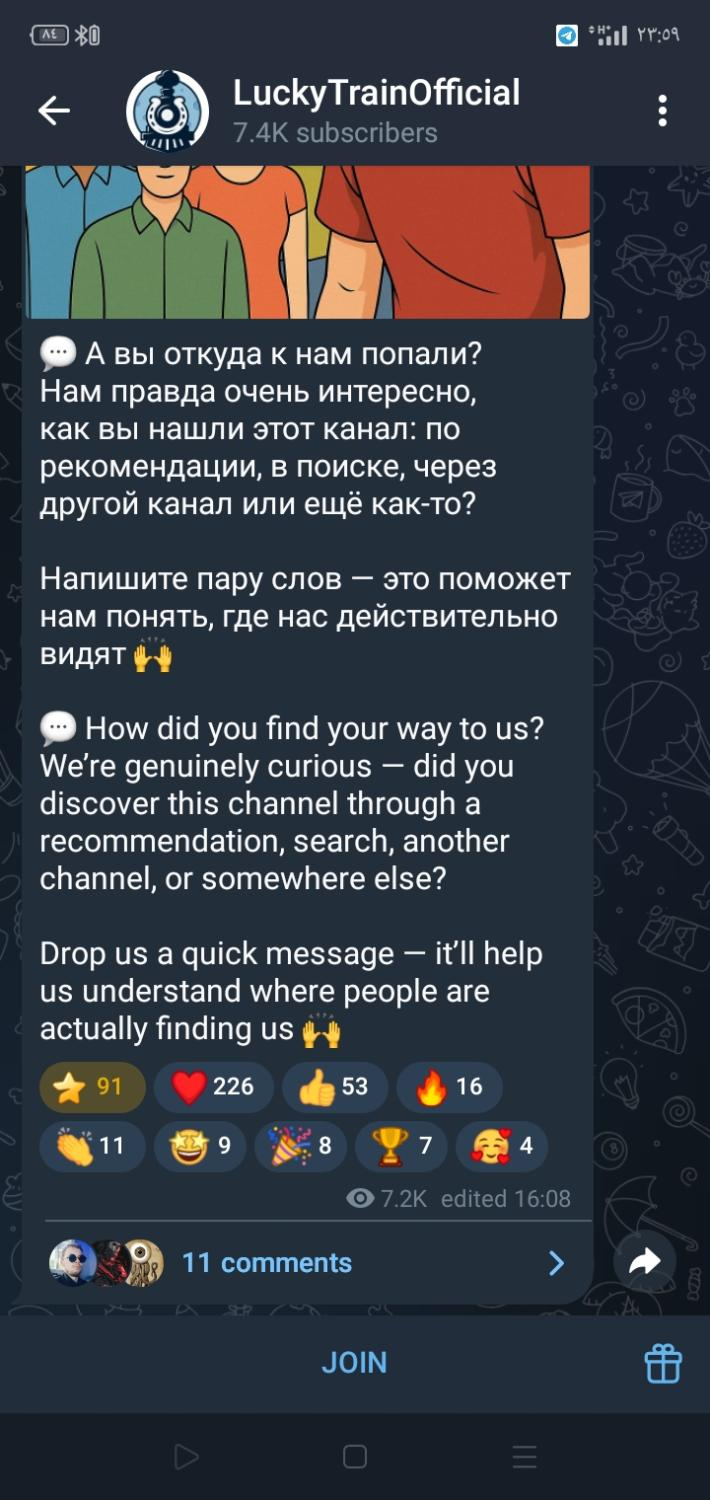 ٨٤
٢٣:٥٩
LuckyTrainOfficial
7.4K subscribers
💬 А вы откуда к нам попали?
Нам правда очень интересно,
как вы нашли этот канал: по
рекомендации, в поиске, через
другой канал или ещё как-то?
Напишите пару слов — это поможет
нам понять, где нас действительно
видят 🙌
💬 How did you find your way to us?
We’re genuinely curious — did you
discover this channel through a
recommendation, search, another
channel, or somewhere else?
Drop us a quick message — it’ll help
us understand where people are
actually finding us 🙌
⭐ 91 ❤️ 226 👍 53 🔥 16
👏 11 🤩 9 🎉 8 🏆 7 🥰 4
7.2K edited 16:08
11 comments
JOIN